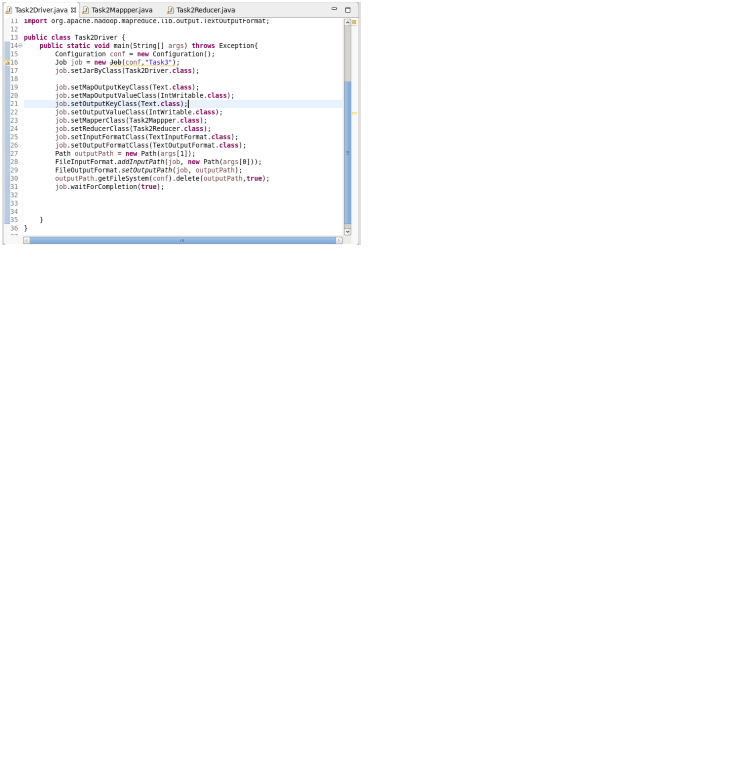 Task2Driver.java Task2Mappper.java Task2Reducer.java
11 import org.apache.hadoop.mapreduce.lib.output.TextOutputFormat;
12
13 public class Task2Driver {
14 public static void main(String[] args) throws Exception{
15 Configuration conf = new Configuration();
16 Job job = new Job(conf,"Task3");
17 job.setJarByClass(Task2Driver.class);
18
19 job.setMapOutputKeyClass(Text.class);
20 job.setMapOutputValueClass(IntWritable.class);
21 job.setOutputKeyClass(Text.class);
22 job.setOutputValueClass(IntWritable.class);
23 job.setMapperClass(Task2Mappper.class);
24 job.setReducerClass(Task2Reducer.class);
25 job.setInputFormatClass(TextInputFormat.class);
26 job.setOutputFormatClass(TextOutputFormat.class);
27 Path outputPath = new Path(args[1]);
28 FileInputFormat.addInputPath(job, new Path(args[0]));
29 FileOutputFormat.setOutputPath(job, outputPath);
30 outputPath.getFileSystem(conf).delete(outputPath,true);
31 job.waitForCompletion(true);
32
33
34
35 }
36 }